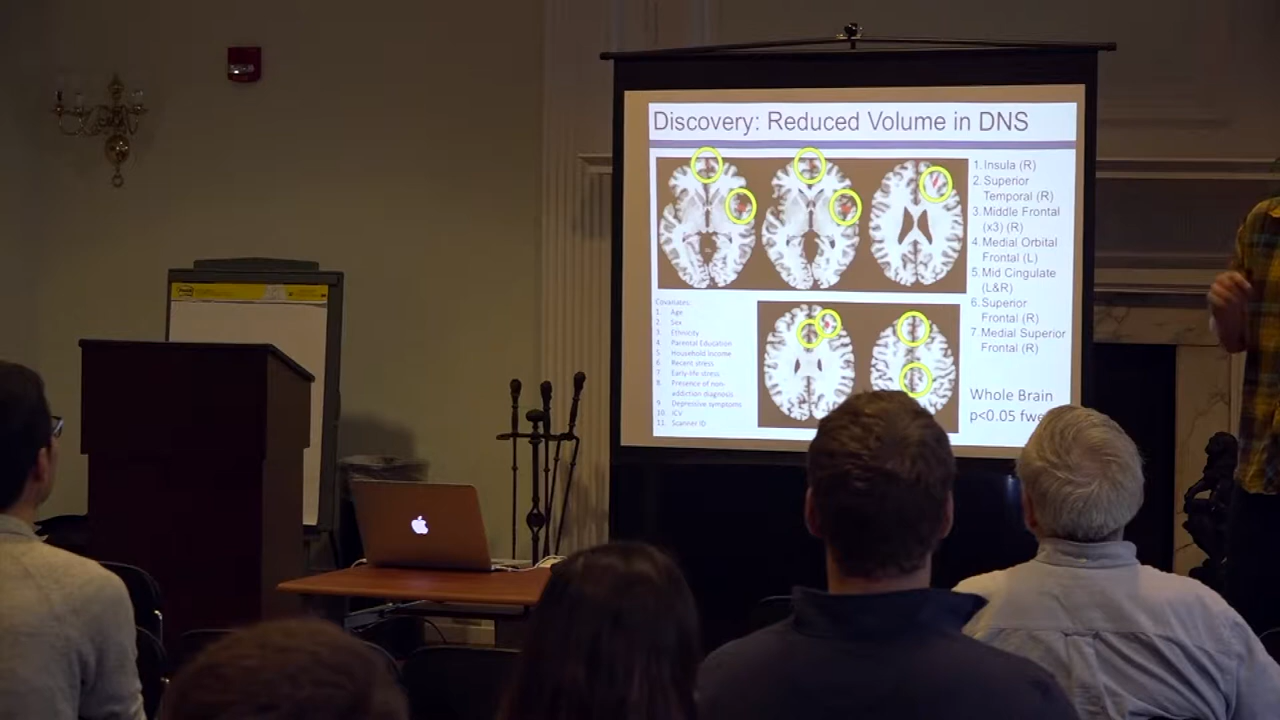 Discovery: Reduced Volume in DNS
1. Insula (R)
2. Superior
Temporal (R)
3. Middle Frontal
(x3) (R)
4. Medial Orbital
Frontal (L)
5. Mid Cingulate
(L&R)
6. Superior
Frontal (R)
7. Medial Superior
Frontal (R)
Covariates:
1. Age
2. Sex
3. Ethnicity
4. Parental Education
5. Household Income
6. Recent stress
7. Early-life stress
8. Presence of non-
addiction diagnosis
9. Depressive symptoms
10. ICV
11. Scanner ID
Whole Brain
p<0.05 fwe